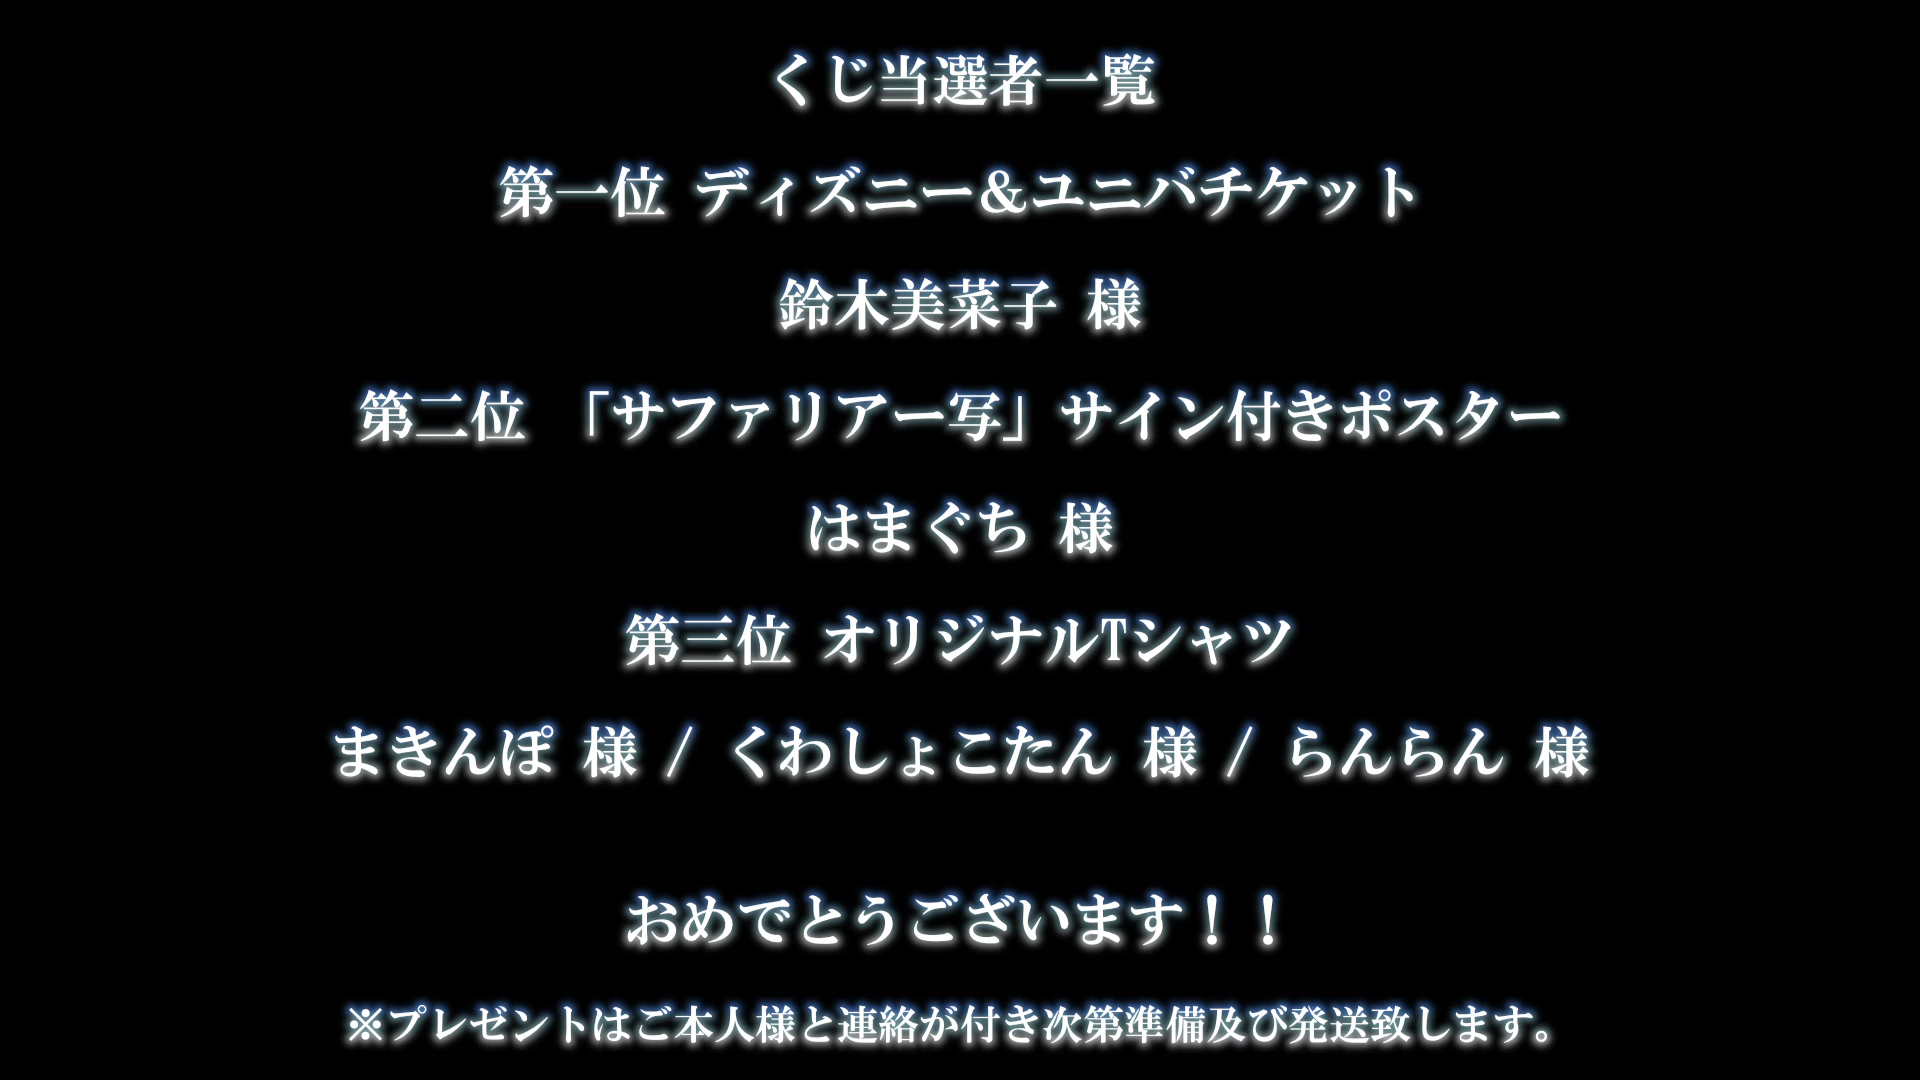 くじ当選者一覧
第一位 ディズニー&ユニバチケット
鈴木美菜子 様
第二位 「サファリアー写」サイン付きポスター
はまぐち 様
第三位 オリジナルTシャツ
まきんぽ 様 / くわしょこたん 様 / らんらん 様
おめでとうございます！！
※プレゼントはご本人様と連絡が付き次第準備及び発送致します。